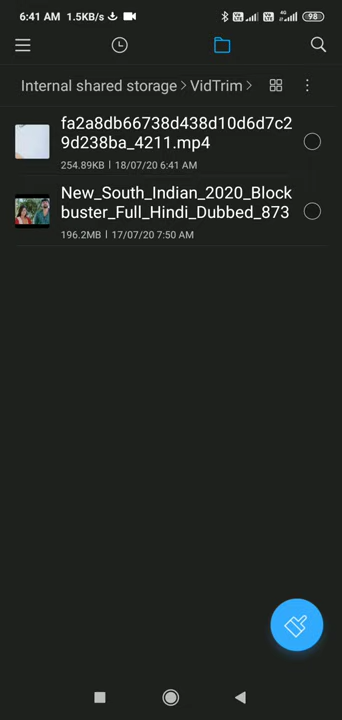 6:41 AM 1.5KB/s 4G 98
Internal shared storage > VidTrim >
fa2a8db66738d438d10d6d7c2
9d238ba_4211.mp4
254.89KB | 18/07/20 6:41 AM
New_South_Indian_2020_Block
buster_Full_Hindi_Dubbed_873
196.2MB | 17/07/20 7:50 AM